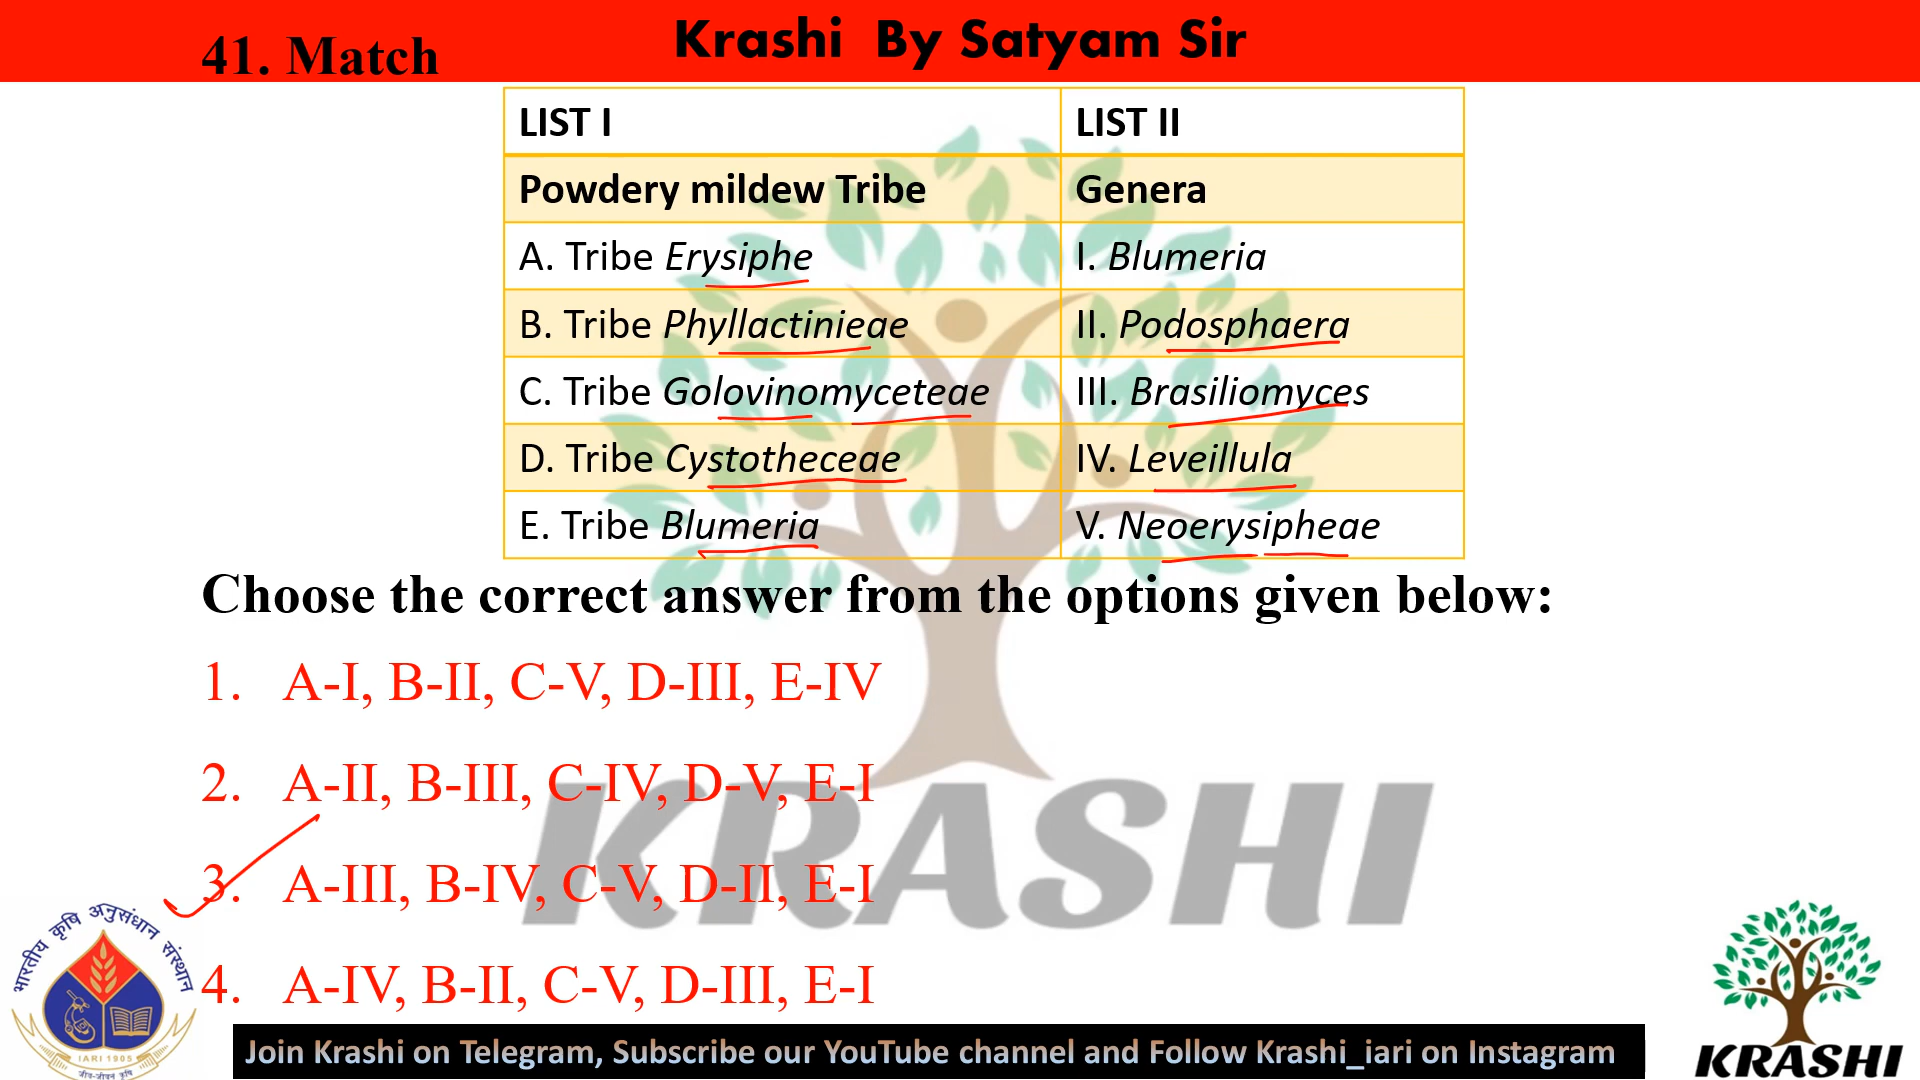 41. Match
Krashi By Satyam Sir
LIST I LIST II
Powdery mildew Tribe Genera
A. Tribe Erysiphe I. Blumeria
B. Tribe Phyllactinieae II. Podosphaera
C. Tribe Golovinomyceteae III. Brasiliomyces
D. Tribe Cystotheceae IV. Leveillula
E. Tribe Blumeria V. Neoerysipheae
Choose the correct answer from the options given below:
1. A-I, B-II, C-V, D-III, E-IV
2. A-II, B-III, C-IV, D-V, E-I
3. A-III, B-IV, C-V, D-II, E-I
4. A-IV, B-II, C-V, D-III, E-I
KRASHI
भारतीय कृषि अनुसंधान संस्थान
IARI 1905
Join Krashi on Telegram, Subscribe our YouTube channel and Follow Krashi_iari on Instagram
KRASHI